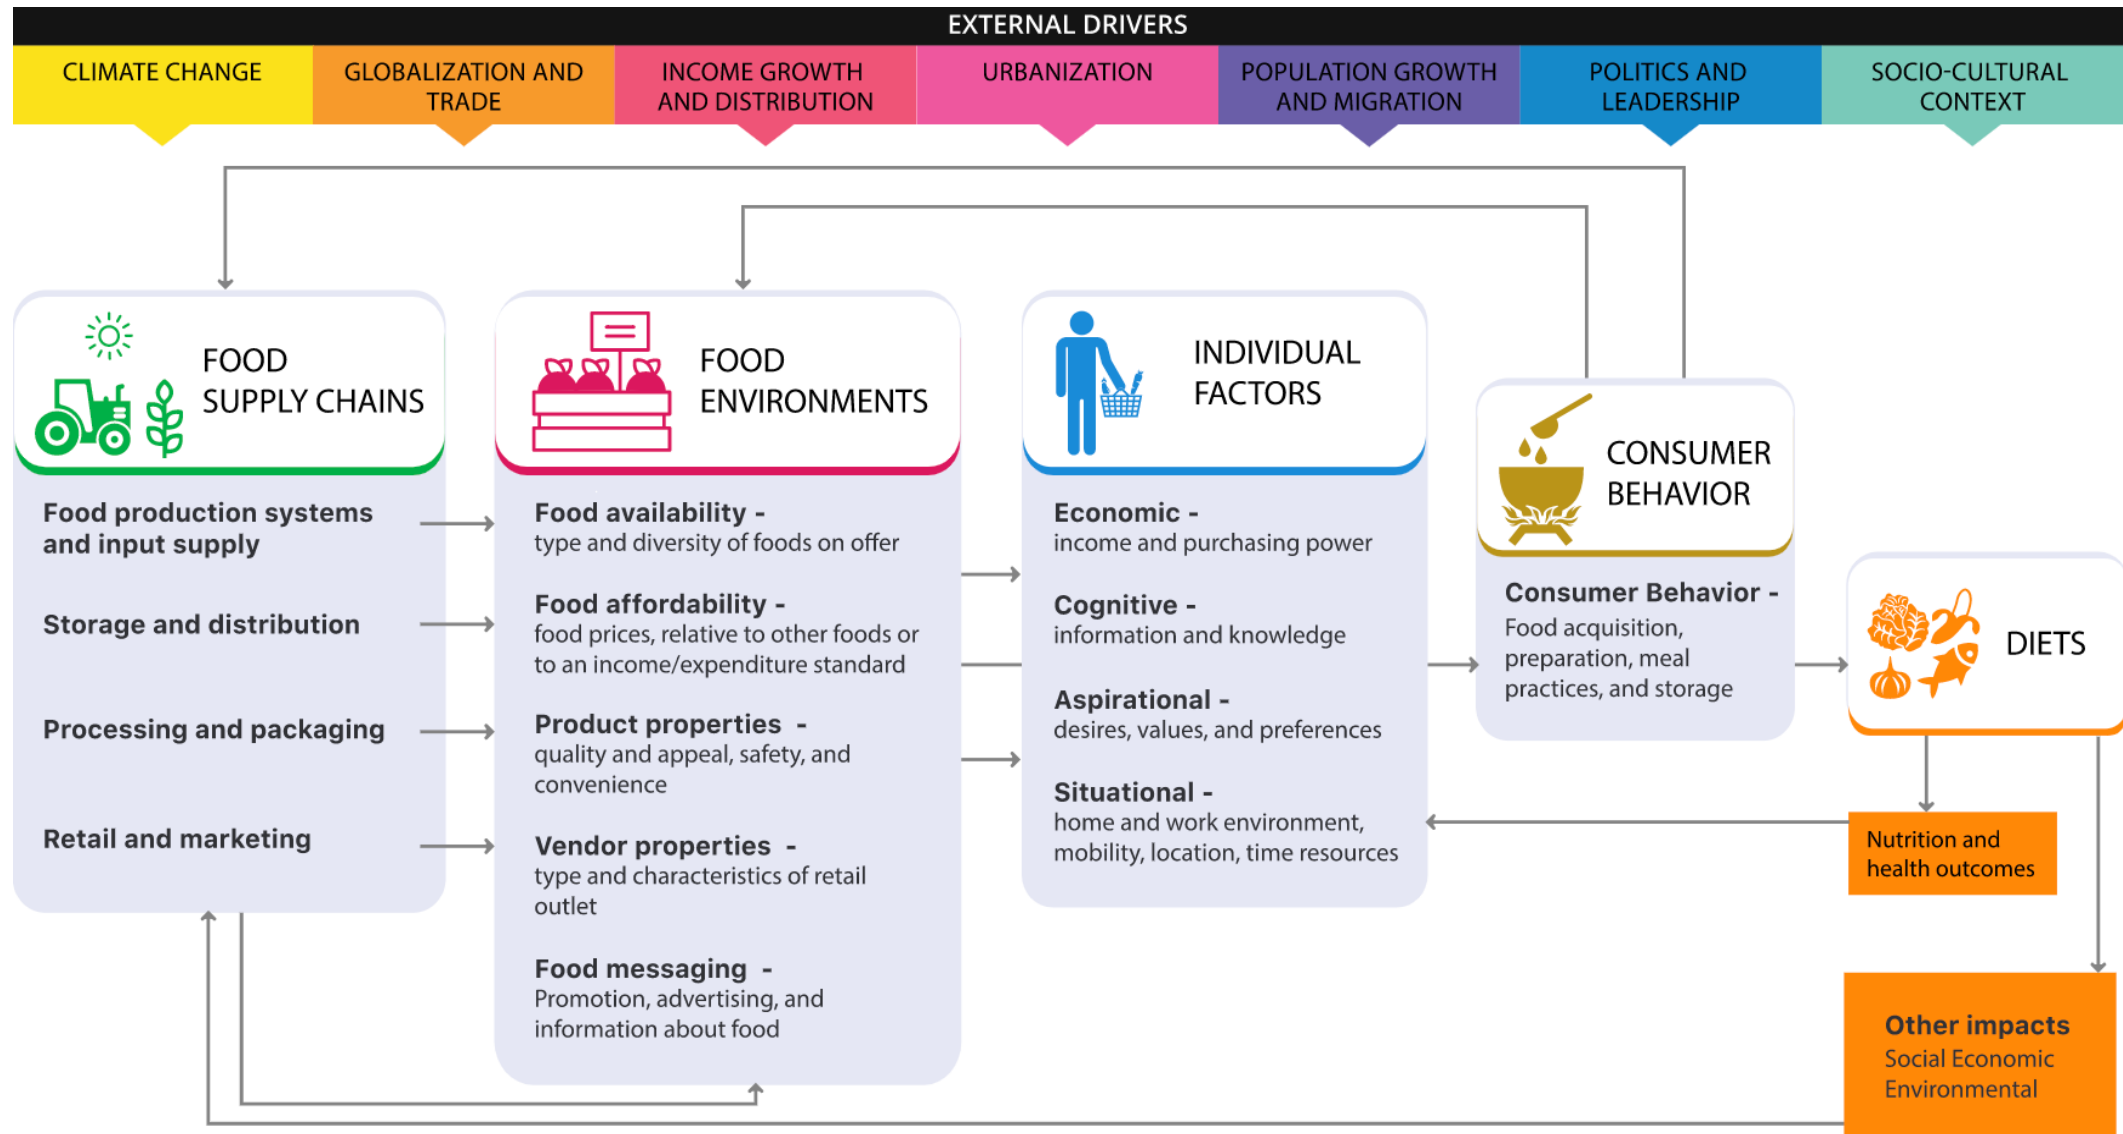 EXTERNAL DRIVERS
CLIMATE CHANGE
GLOBALIZATION AND
TRADE
INCOME GROWTH
AND DISTRIBUTION
URBANIZATION
POPULATION GROWTH
AND MIGRATION
POLITICS AND
LEADERSHIP
SOCIO-CULTURAL
CONTEXT
FOOD
SUPPLY CHAINS
Food production systems
and input supply
Storage and distribution
Processing and packaging
Retail and marketing
FOOD
ENVIRONMENTS
Food availability -
type and diversity of foods on offer
Food affordability -
food prices, relative to other foods or
to an income/expenditure standard
Product properties -
quality and appeal, safety, and
convenience
Vendor properties -
type and characteristics of retail
outlet
Food messaging -
Promotion, advertising, and
information about food
INDIVIDUAL
FACTORS
Economic -
income and purchasing power
Cognitive -
information and knowledge
Aspirational -
desires, values, and preferences
Situational -
home and work environment,
mobility, location, time resources
CONSUMER
BEHAVIOR
Consumer Behavior -
Food acquisition,
preparation, meal
practices, and storage
DIETS
Nutrition and
health outcomes
Other impacts
Social Economic
Environmental